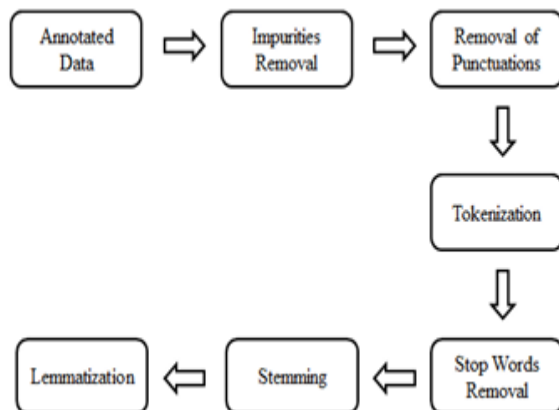 Annotated
Data
Impurities
Removal
Removal of
Punctuations
Tokenization
Stop Words
Removal
Stemming
Lemmatization